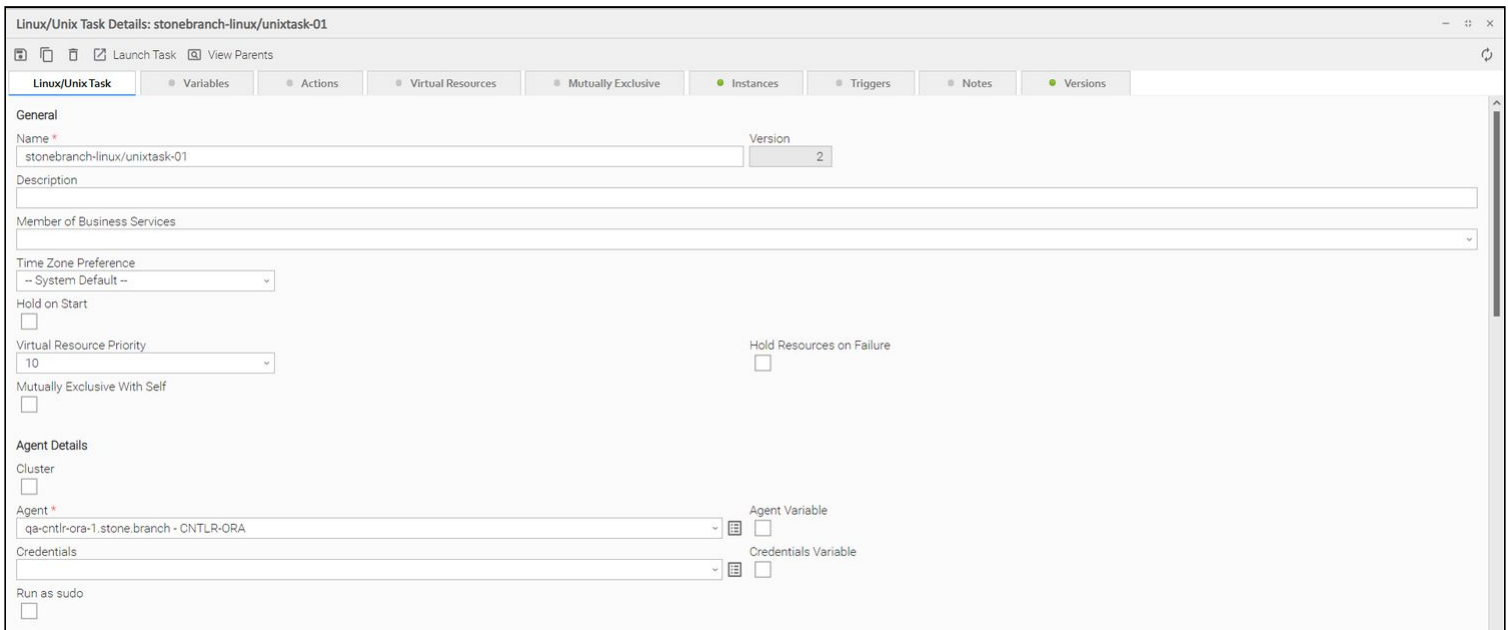 Linux/Unix Task Details: stonebranch-linux/unixtask-01
Launch Task View Parents
Linux/Unix Task Variables Actions Virtual Resources Mutually Exclusive Instances Triggers Notes Versions
General
Name * Version
stonebranch-linux/unixtask-01 2
Description
Member of Business Services
Time Zone Preference
-- System Default --
Hold on Start
Virtual Resource Priority Hold Resources on Failure
10
Mutually Exclusive With Self
Agent Details
Cluster
Agent * Agent Variable
qa-cntlr-ora-1.stone.branch - CNTLR-ORA
Credentials Credentials Variable
Run as sudo